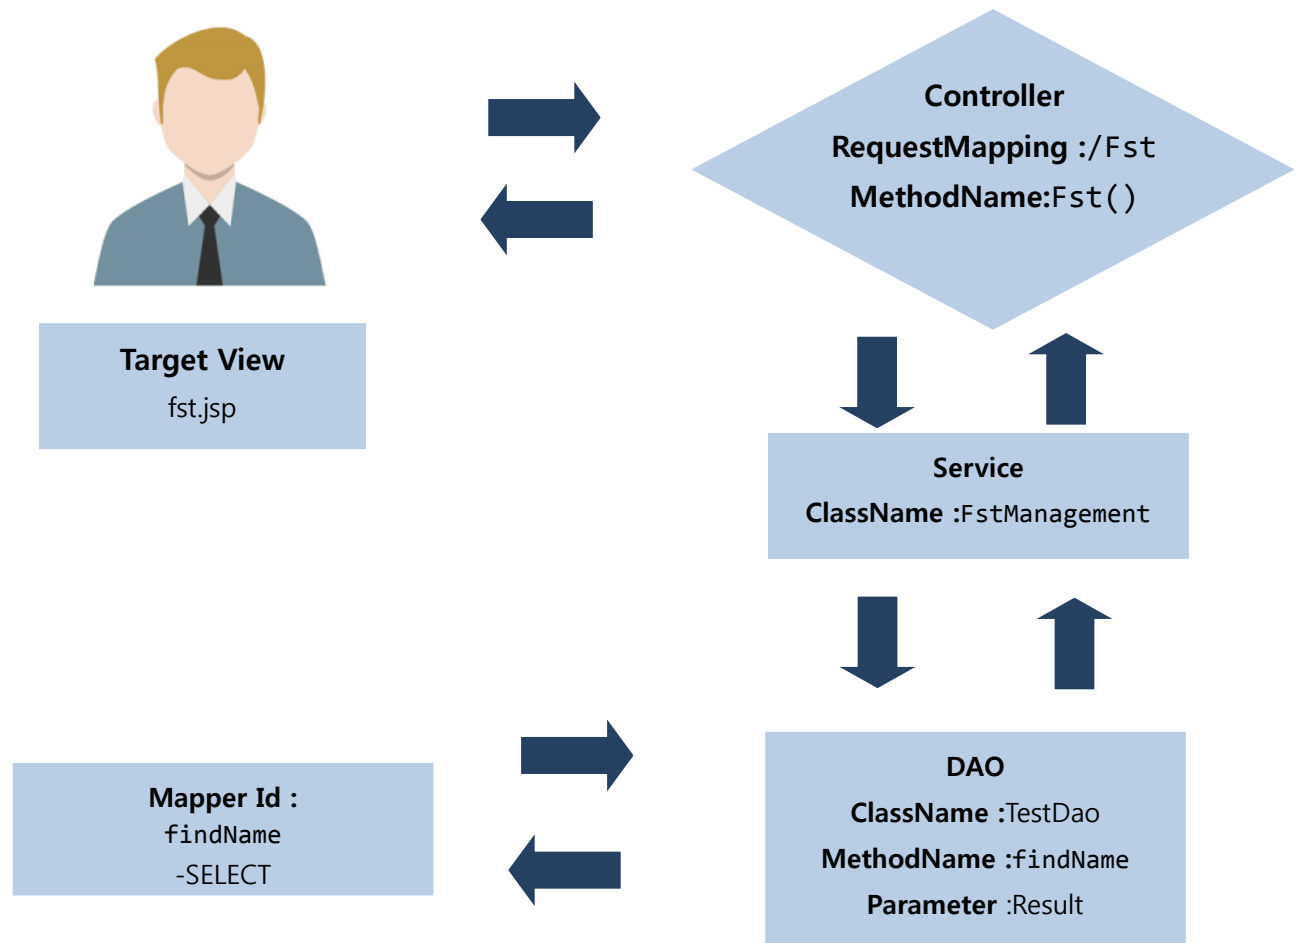 Controller
RequestMapping :/Fst
MethodName:Fst()
Target View
fst.jsp
Service
ClassName :FstManagement
Mapper Id :
findName
-SELECT
DAO
ClassName :TestDao
MethodName :findName
Parameter :Result